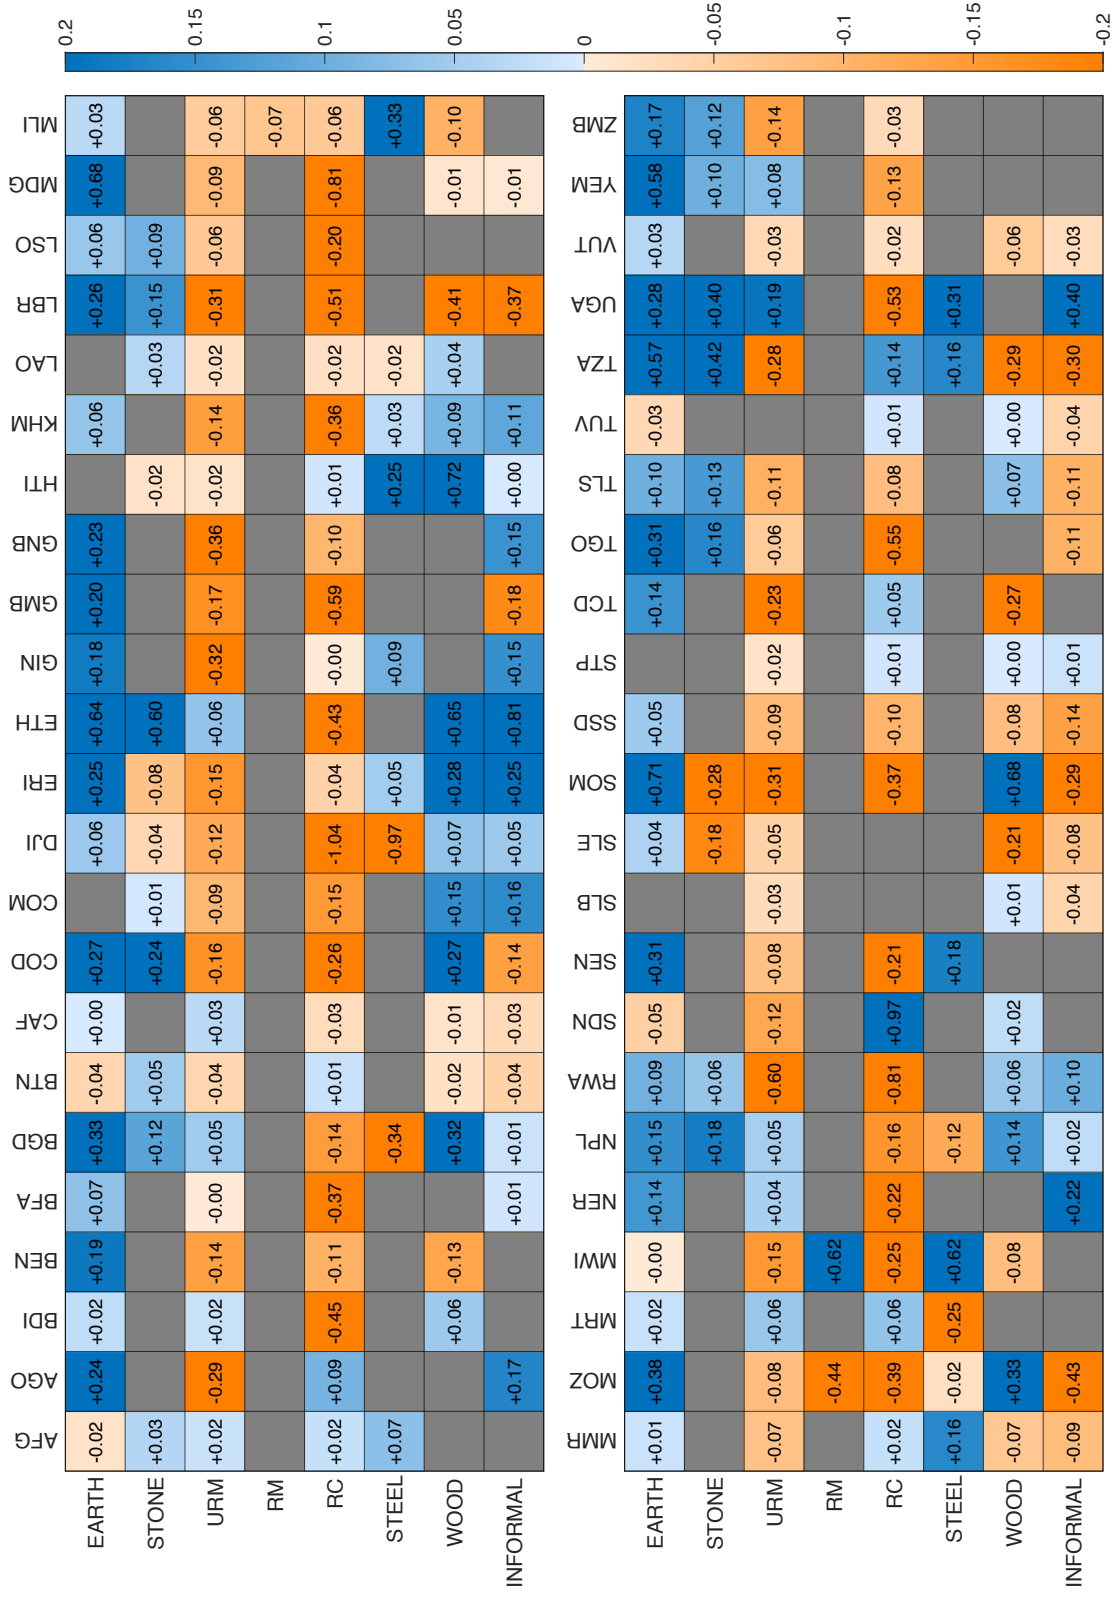 AFG AGO BDI BEN BFA BGD BTN CAF COD COM DJI ERI ETH GIN GMB GNB HTI KHM LAO LBR LSO MDG MLI
EARTH -0.02 +0.24 +0.02 +0.19 +0.07 +0.33 -0.04 +0.00 +0.27 +0.06 +0.25 +0.64 +0.18 +0.20 +0.23 +0.06 +0.26 +0.06 +0.68 +0.03
STONE +0.03 +0.12 +0.05 +0.24 +0.01 -0.04 -0.08 +0.60 -0.02 +0.03 +0.15 +0.09
URM +0.02 -0.29 +0.02 -0.14 -0.00 +0.05 -0.04 +0.03 -0.16 -0.09 -0.12 -0.15 +0.06 -0.32 -0.17 -0.36 -0.02 -0.14 -0.02 -0.31 -0.06 -0.09 -0.06
RM -0.07
RC +0.02 +0.09 -0.45 -0.11 -0.37 -0.14 +0.01 -0.03 -0.26 -0.15 -1.04 -0.04 -0.43 -0.00 -0.59 -0.10 +0.01 -0.36 -0.02 -0.51 -0.20 -0.81 -0.06
STEEL +0.07 -0.34 -0.97 +0.05 +0.09 +0.25 +0.03 -0.02 +0.33
WOOD +0.06 -0.13 +0.32 -0.02 -0.01 +0.27 +0.15 +0.07 +0.28 +0.65 +0.72 +0.09 +0.04 -0.41 -0.01 -0.10
INFORMAL +0.17 +0.01 +0.01 -0.04 -0.03 -0.14 +0.16 +0.05 +0.25 +0.81 +0.15 -0.18 +0.15 +0.00 +0.11 -0.37 -0.01
MMR MOZ MRT MWI NER NPL RWA SDN SEN SLB SLE SOM SSD STP TCD TGO TLS TUV TZA UGA VUT YEM ZMB
EARTH +0.01 +0.38 +0.02 -0.00 +0.14 +0.15 +0.09 -0.05 +0.31 +0.04 +0.71 +0.05 +0.14 +0.31 +0.10 -0.03 +0.57 +0.28 +0.03 +0.58 +0.17
STONE +0.18 +0.06 -0.18 -0.28 +0.16 +0.13 +0.42 +0.40 +0.10 +0.12
URM -0.07 -0.08 +0.06 -0.15 +0.04 +0.05 -0.60 -0.12 -0.08 -0.03 -0.05 -0.31 -0.09 -0.02 -0.23 -0.06 -0.11 -0.28 +0.19 -0.03 +0.08 -0.14
RM -0.44 +0.62
RC +0.02 -0.39 +0.06 -0.25 -0.22 -0.16 -0.81 +0.97 -0.21 -0.37 -0.10 +0.01 +0.05 -0.55 -0.08 +0.01 +0.14 -0.53 -0.02 -0.13 -0.03
STEEL +0.16 -0.02 -0.25 +0.62 -0.12 +0.18 +0.16 +0.31
WOOD -0.07 +0.33 -0.08 +0.14 +0.06 +0.02 +0.01 -0.21 +0.68 -0.08 +0.00 -0.27 +0.07 +0.00 -0.29 -0.06
INFORMAL -0.09 -0.43 +0.22 +0.02 +0.10 -0.04 -0.08 -0.29 -0.14 +0.01 -0.11 -0.11 -0.04 -0.30 +0.40 -0.03
0.2
0.15
0.1
0.05
0
-0.05
-0.1
-0.15
-0.2